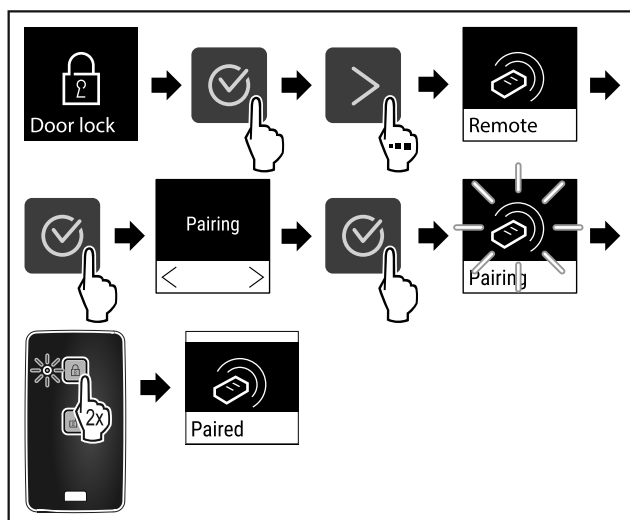 Door lock
Remote
Pairing
< >
Pairing
2x
Paired